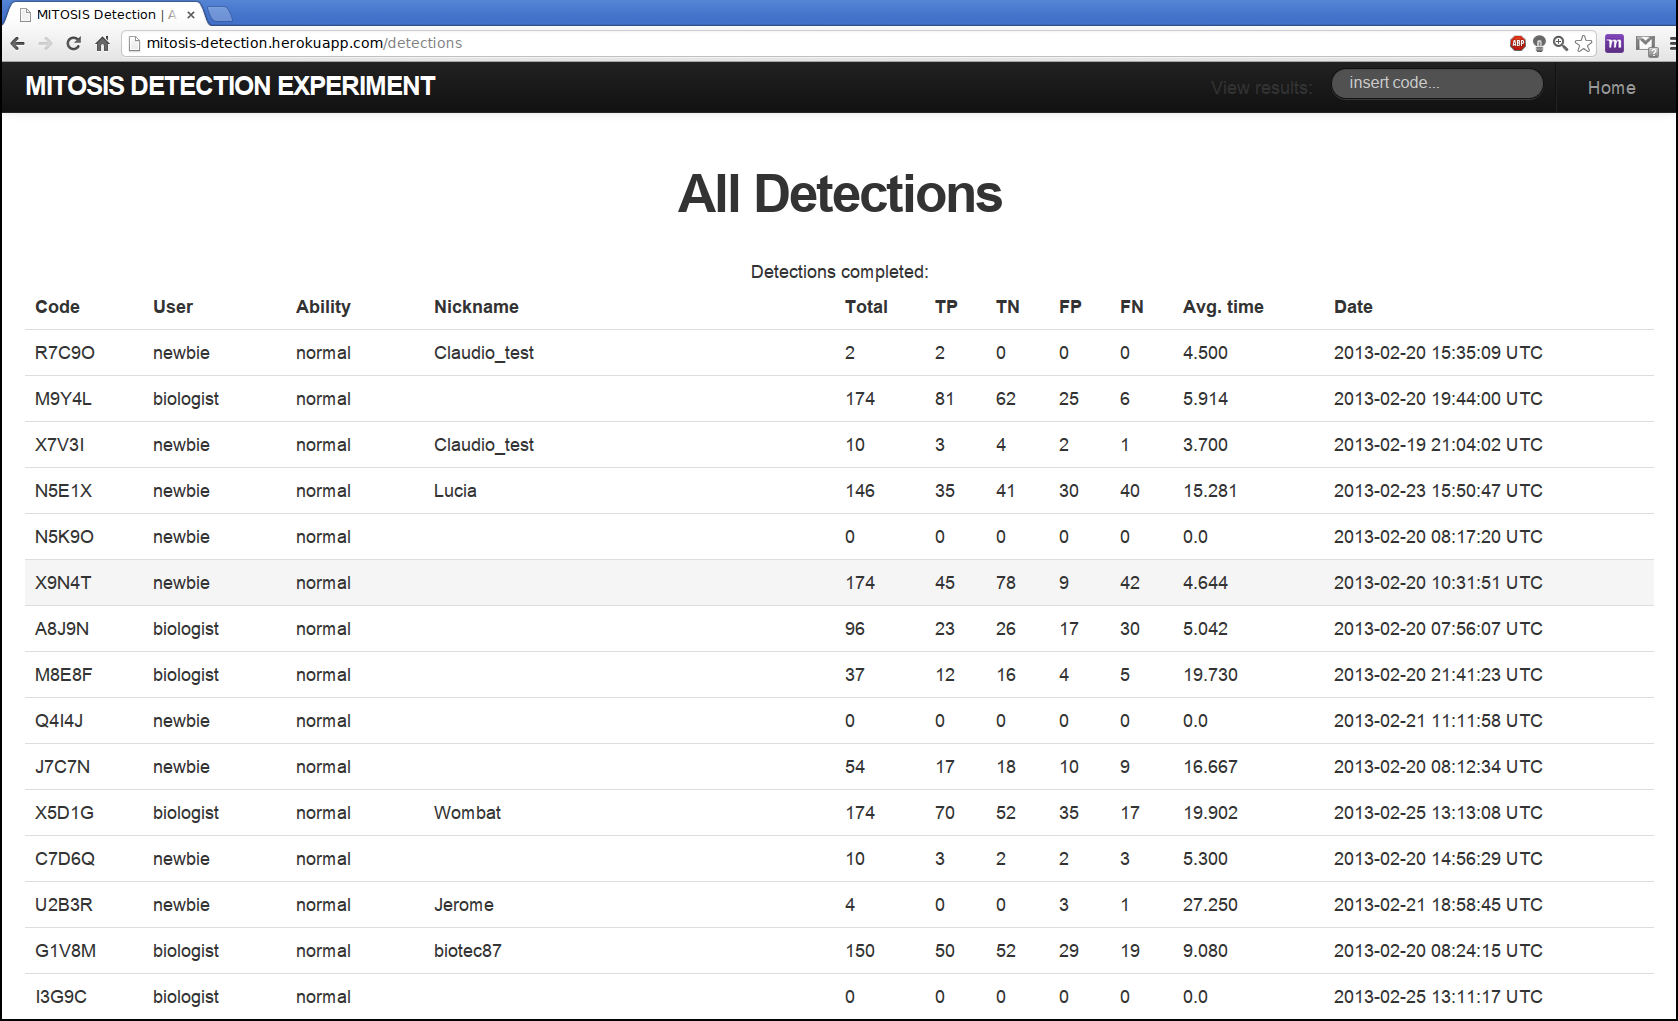 MITOSIS Detection | A
mitosis-detection.herokuapp.com/detections
MITOSIS DETECTION EXPERIMENT View results: insert code... Home
All Detections
Detections completed:
Code User Ability Nickname Total TP TN FP FN Avg. time Date
R7C9O newbie normal Claudio_test 2 2 0 0 0 4.500 2013-02-20 15:35:09 UTC
M9Y4L biologist normal 174 81 62 25 6 5.914 2013-02-20 19:44:00 UTC
X7V3I newbie normal Claudio_test 10 3 4 2 1 3.700 2013-02-19 21:04:02 UTC
N5E1X newbie normal Lucia 146 35 41 30 40 15.281 2013-02-23 15:50:47 UTC
N5K9O newbie normal 0 0 0 0 0 0.0 2013-02-20 08:17:20 UTC
X9N4T newbie normal 174 45 78 9 42 4.644 2013-02-20 10:31:51 UTC
A8J9N biologist normal 96 23 26 17 30 5.042 2013-02-20 07:56:07 UTC
M8E8F biologist normal 37 12 16 4 5 19.730 2013-02-20 21:41:23 UTC
Q4I4J newbie normal 0 0 0 0 0 0.0 2013-02-21 11:11:58 UTC
J7C7N newbie normal 54 17 18 10 9 16.667 2013-02-20 08:12:34 UTC
X5D1G biologist normal Wombat 174 70 52 35 17 19.902 2013-02-25 13:13:08 UTC
C7D6Q newbie normal 10 3 2 2 3 5.300 2013-02-20 14:56:29 UTC
U2B3R newbie normal Jerome 4 0 0 3 1 27.250 2013-02-21 18:58:45 UTC
G1V8M biologist normal biotec87 150 50 52 29 19 9.080 2013-02-20 08:24:15 UTC
I3G9C biologist normal 0 0 0 0 0 0.0 2013-02-25 13:11:17 UTC